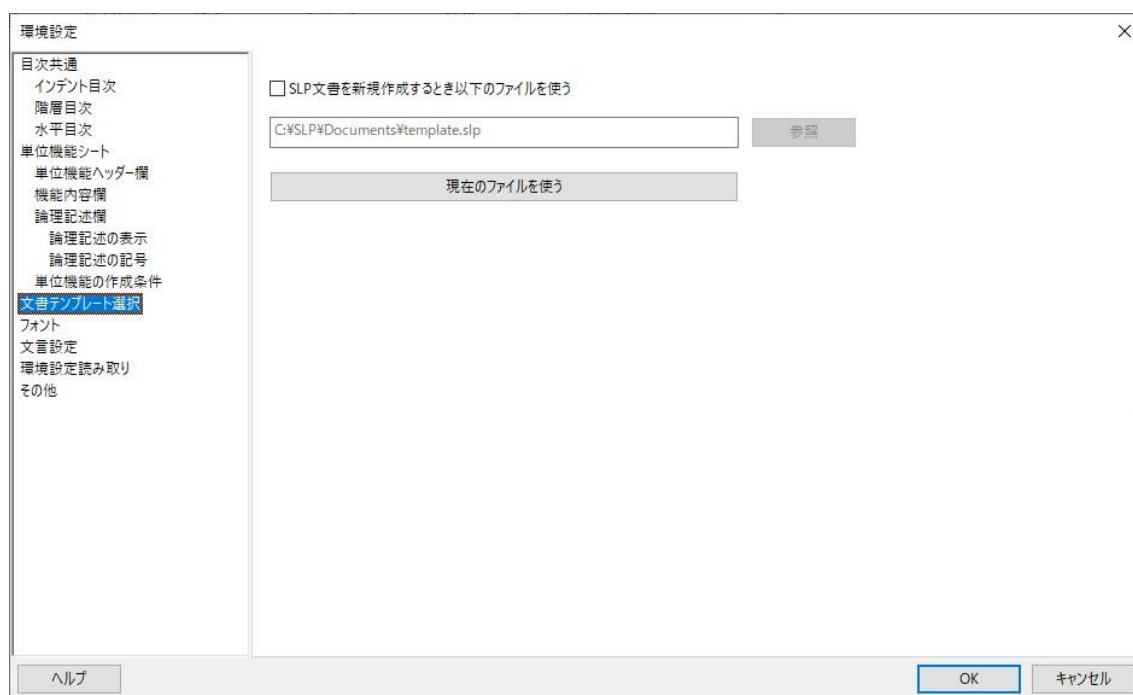 環境設定
目次共通
インデント目次
階層目次
水平目次
単位機能シート
単位機能ヘッダー欄
機能内容欄
論理記述欄
論理記述の表示
論理記述の記号
単位機能の作成条件
文書テンプレート選択
フォント
文言設定
環境設定読み取り
その他
SLP文書を新規作成するとき以下のファイルを使う
C:¥SLP¥Documents¥template.slp
参照
現在のファイルを使う
ヘルプ
OK
キャンセル